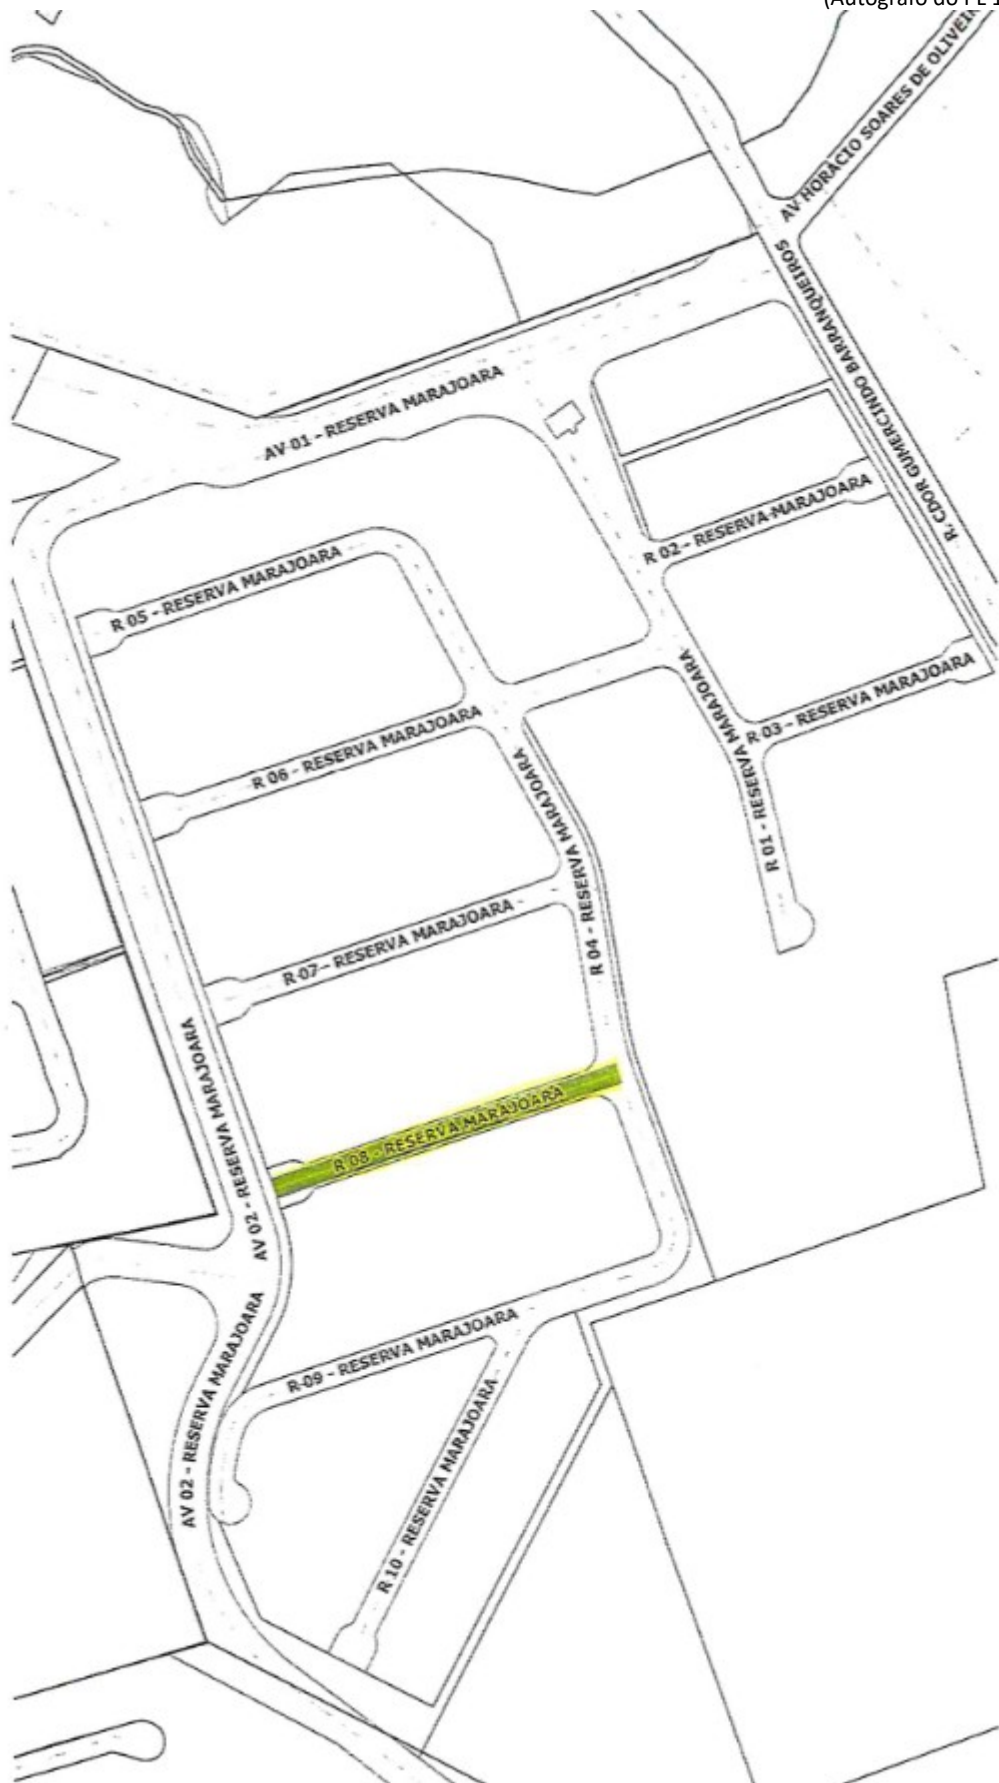 (Autógrafo do PL 1
AV HORÁCIO SOARES DE OLIVEIR
R. CDOR GUMERCINDO BARRANQUEIROS
AV 01 - RESERVA MARAJOARA
R 02 - RESERVA MARAJOARA
R 05 - RESERVA MARAJOARA
R 03 - RESERVA MARAJOARA
R 01 - RESERVA MARAJOARA
R 06 - RESERVA MARAJOARA
R 04 - RESERVA MARAJOARA
R 07 - RESERVA MARAJOARA
AV 02 - RESERVA MARAJOARA
R 08 - RESERVA MARAJOARA
R 09 - RESERVA MARAJOARA
AV 02 - RESERVA MARAJOARA
R 10 - RESERVA MARAJOARA